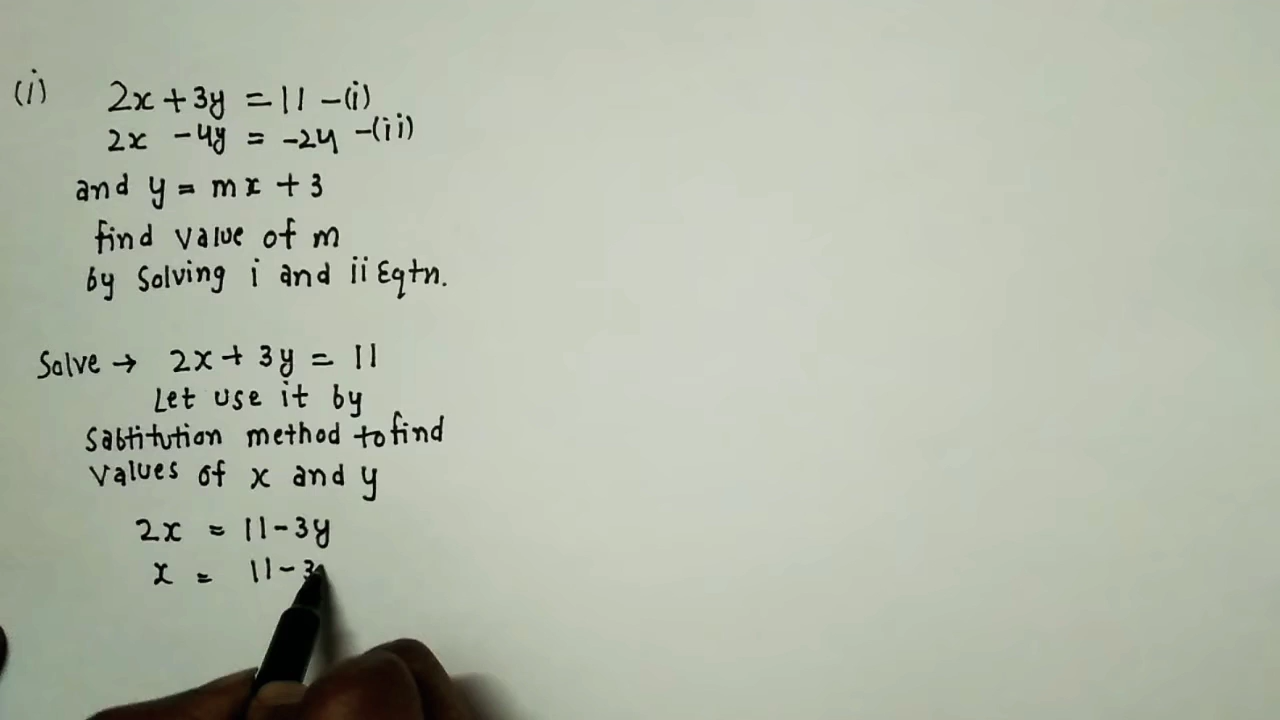 (i) 2x + 3y = 11 - (i)
2x - 4y = -24 - (ii)
and y = mx + 3
find value of m
by solving i and ii Eqtn.
Solve → 2x + 3y = 11
Let use it by
Sabtitution method to find
values of x and y
2x = 11 - 3y
x = 11 - 3